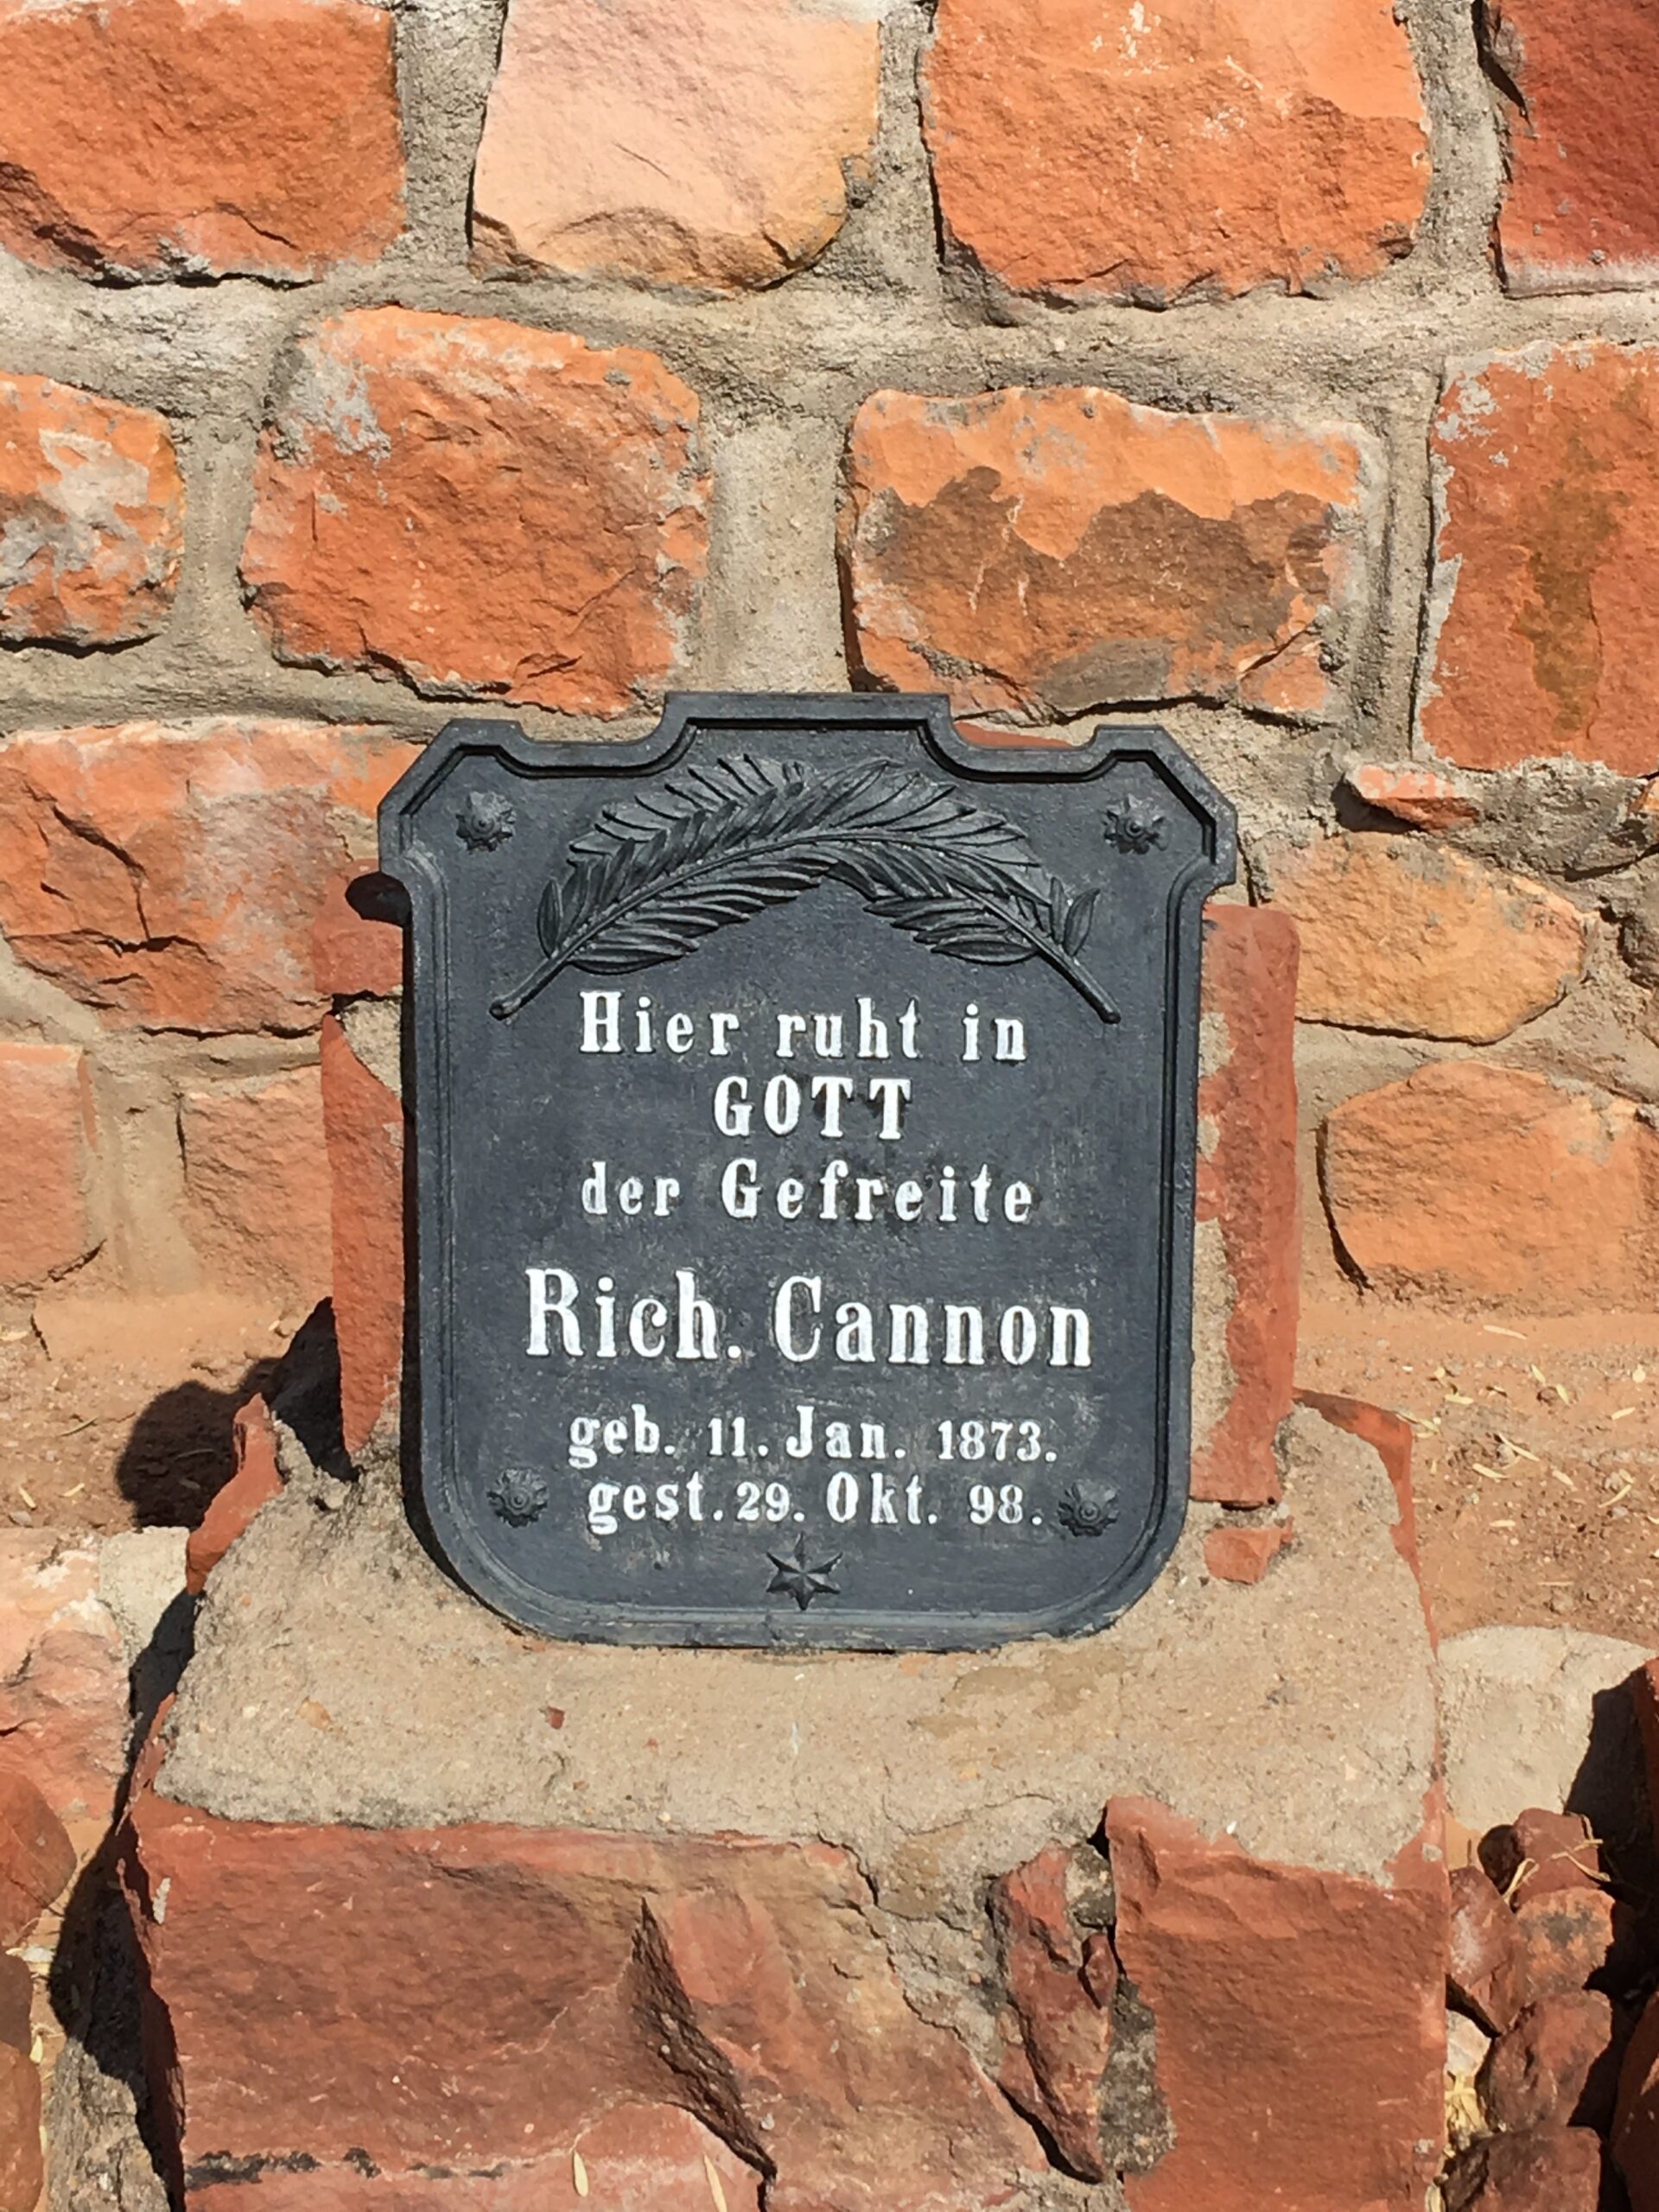 Hier ruht in
GOTT
der Gefreite
Rich. Cannon
geb. 11. Jan. 1873.
gest. 29. Okt. 98.